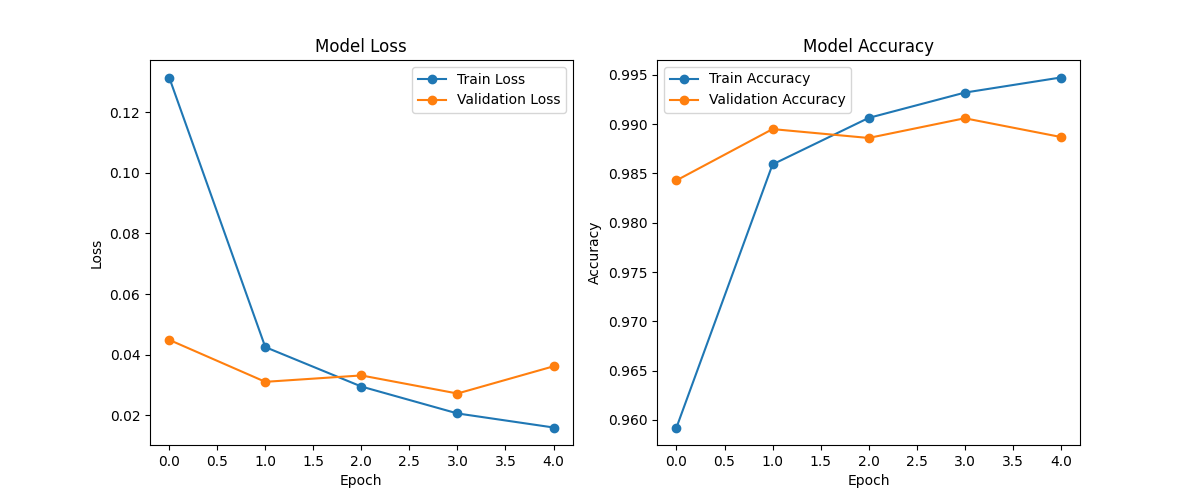 Model Loss
Train Loss
Validation Loss
0.12
0.10
0.08
0.06
0.04
0.02
Loss
0.0 0.5 1.0 1.5 2.0 2.5 3.0 3.5 4.0
Epoch
Model Accuracy
Train Accuracy
Validation Accuracy
0.995
0.990
0.985
0.980
0.975
0.970
0.965
0.960
Accuracy
0.0 0.5 1.0 1.5 2.0 2.5 3.0 3.5 4.0
Epoch